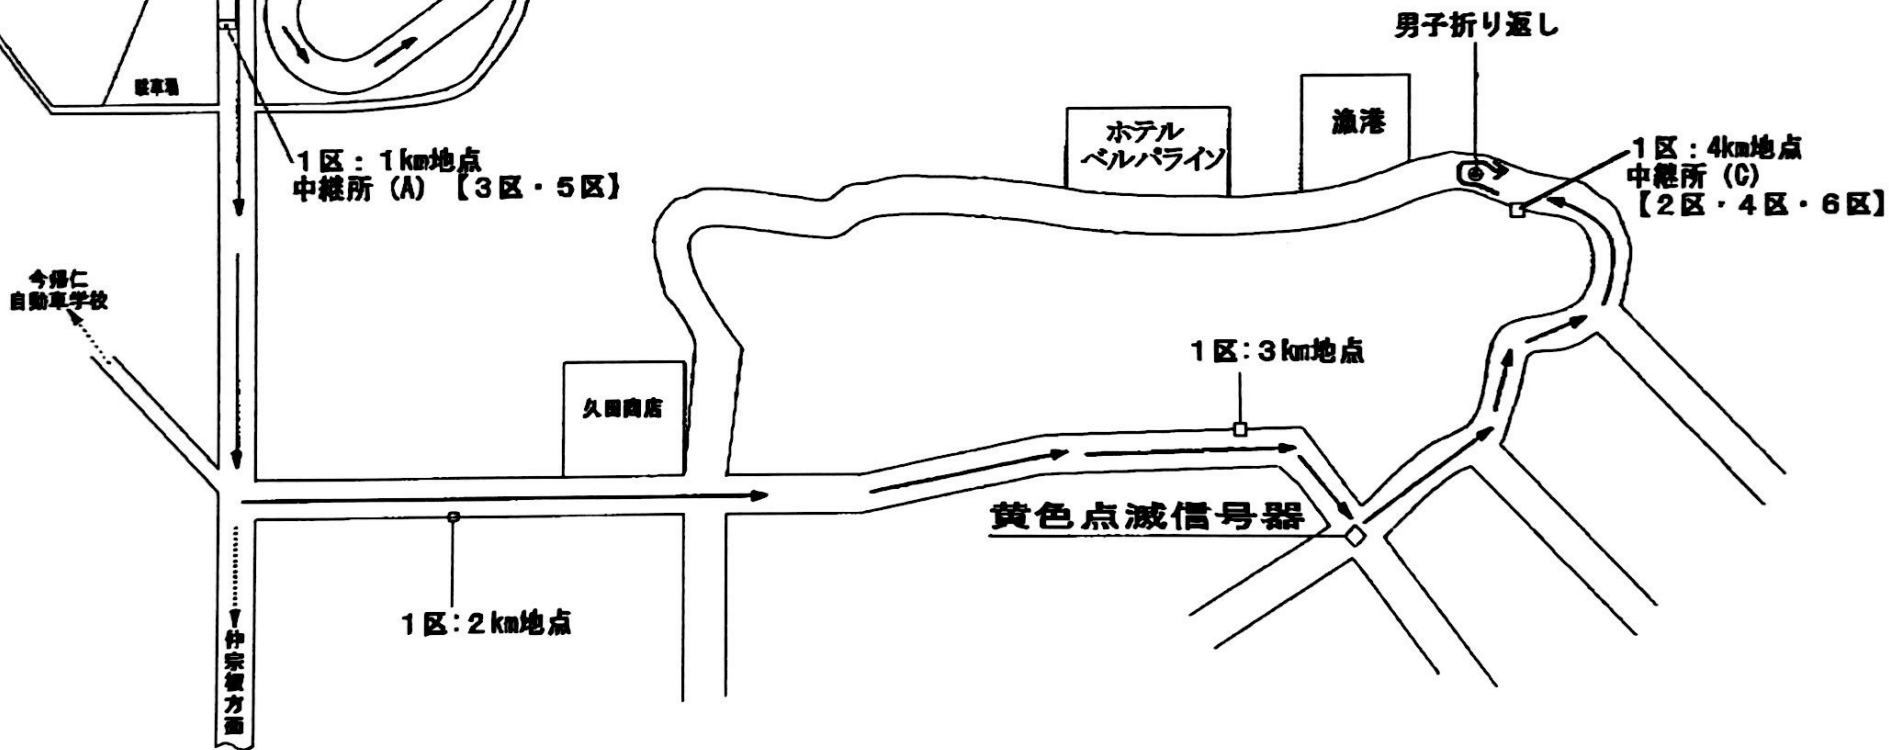 男子折り返し
駐車場
ホテル
ベルパライソ
漁港
1区：1km地点
中継所（A）【3区・5区】
1区：4km地点
中継所（C）
【2区・4区・6区】
今帰仁
自動車学校
1区：3km地点
久田商店
黄色点滅信号器
1区：2km地点
仲宗根方面